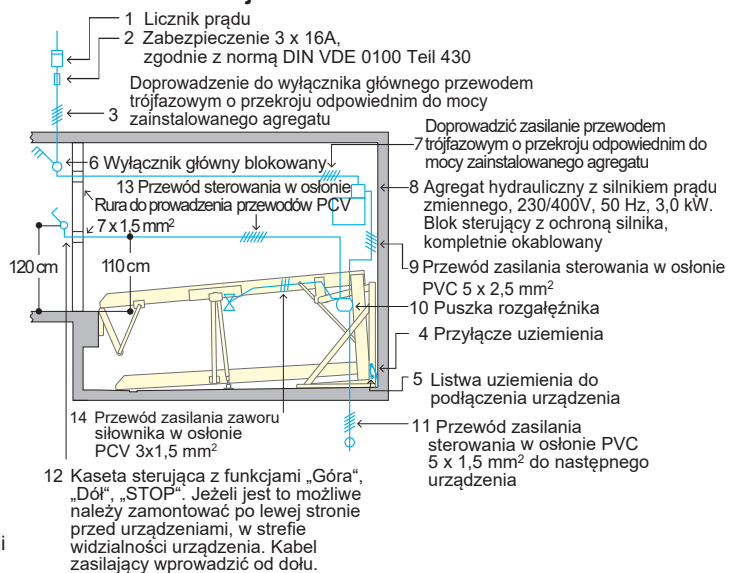 1 Licznik prądu
2 Zabezpieczenie 3 x 16A,
zgodnie z normą DIN VDE 0100 Teil 430
Doprowadzenie do wyłącznika głównego przewodem
trójfazowym o przekroju odpowiednim do mocy
3 zainstalowanego agregatu
Doprowadzić zasilanie przewodem
7 trójfazowym o przekroju odpowiednim do
mocy zainstalowanego agregatu
6 Wyłącznik główny blokowany
13 Przewód sterowania w osłonie
Rura do prowadzenia przewodów PCV
7 x 1,5 mm²
8 Agregat hydrauliczny z silnikiem prądu
zmiennego, 230/400V, 50 Hz, 3,0 kW.
Blok sterujący z ochroną silnika,
kompletnie okablowany
120 cm
110 cm
9 Przewód zasilania sterowania w osłonie
PVC 5 x 2,5 mm²
10 Puszka rozgałęźnika
4 Przyłącze uziemienia
5 Listwa uziemienia do
podłączenia urządzenia
14 Przewód zasilania zaworu
siłownika w osłonie
PCV 3x1,5 mm²
11 Przewód zasilania
sterowania w osłonie PVC
5 x 1,5 mm² do następnego
urządzenia
12 Kaseta sterująca z funkcjami „Góra“,
„Dół“, „STOP“. Jeżeli jest to możliwe
należy zamontować po lewej stronie
przed urządzeniami, w strefie
widzialności urządzenia. Kabel
zasilający wprowadzić od dołu.
i